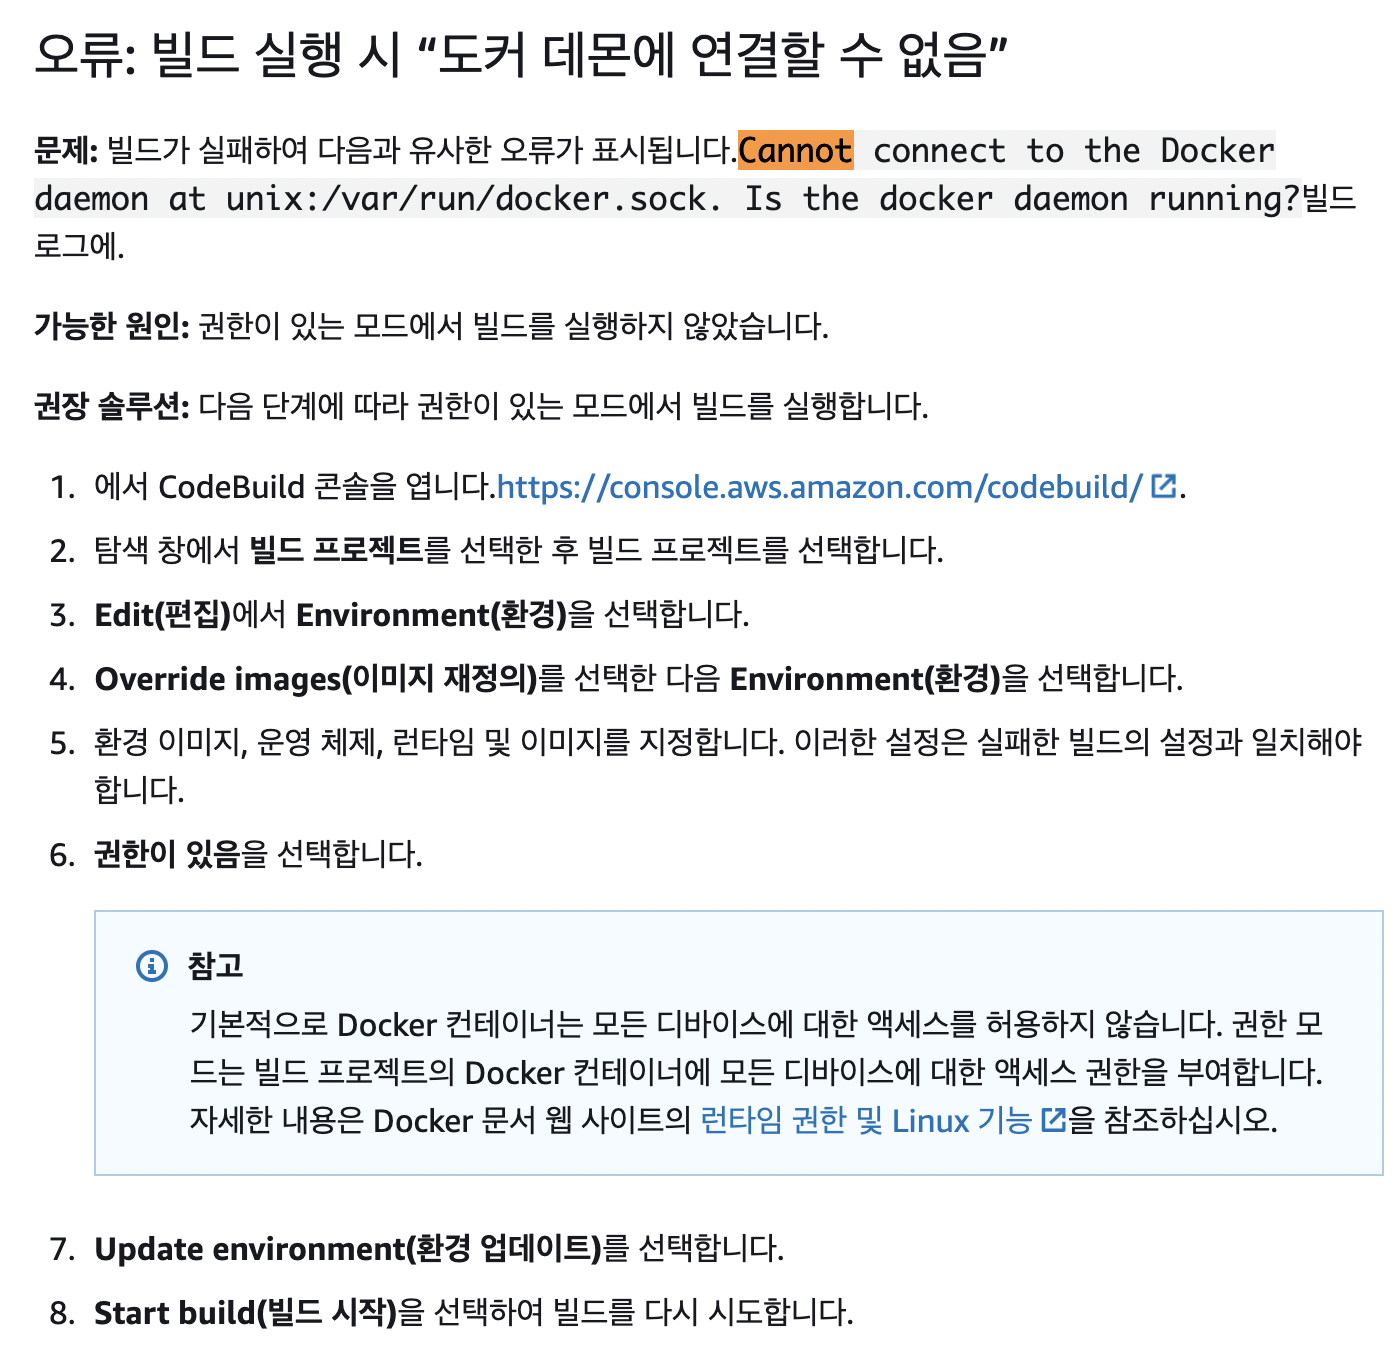 오류: 빌드 실행 시 “도커 데몬에 연결할 수 없음”
문제: 빌드가 실패하여 다음과 유사한 오류가 표시됩니다.Cannot connect to the Docker
daemon at unix:/var/run/docker.sock. Is the docker daemon running?빌드
로그에.
가능한 원인: 권한이 있는 모드에서 빌드를 실행하지 않았습니다.
권장 솔루션: 다음 단계에 따라 권한이 있는 모드에서 빌드를 실행합니다.
1. 에서 CodeBuild 콘솔을 엽니다.https://console.aws.amazon.com/codebuild/.
2. 탐색 창에서 빌드 프로젝트를 선택한 후 빌드 프로젝트를 선택합니다.
3. Edit(편집)에서 Environment(환경)을 선택합니다.
4. Override images(이미지 재정의)를 선택한 다음 Environment(환경)을 선택합니다.
5. 환경 이미지, 운영 체제, 런타임 및 이미지를 지정합니다. 이러한 설정은 실패한 빌드의 설정과 일치해야
합니다.
6. 권한이 있음을 선택합니다.
참고
기본적으로 Docker 컨테이너는 모든 디바이스에 대한 액세스를 허용하지 않습니다. 권한 모
드는 빌드 프로젝트의 Docker 컨테이너에 모든 디바이스에 대한 액세스 권한을 부여합니다.
자세한 내용은 Docker 문서 웹 사이트의 런타임 권한 및 Linux 기능을 참조하십시오.
7. Update environment(환경 업데이트)를 선택합니다.
8. Start build(빌드 시작)을 선택하여 빌드를 다시 시도합니다.